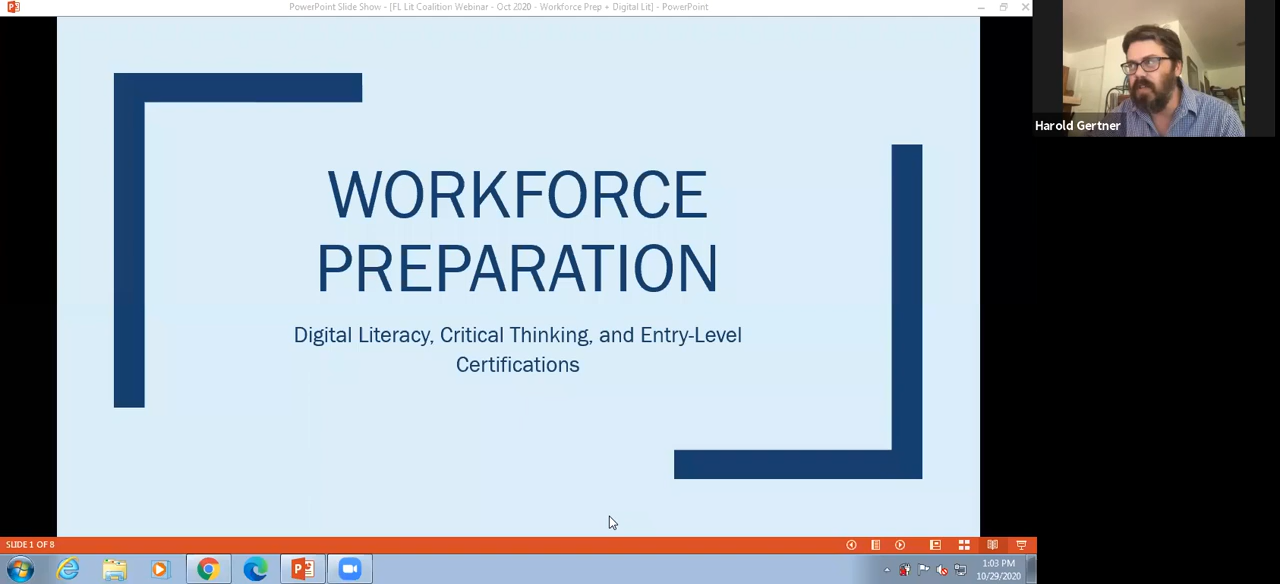 PowerPoint Slide Show - [FL Lit Coalition Webinar - Oct 2020 - Workforce Prep + Digital Lit] - PowerPoint
Harold Gertner
WORKFORCE
PREPARATION
Digital Literacy, Critical Thinking, and Entry-Level
Certifications
SLIDE 1 OF 8
1:03 PM
10/29/2020